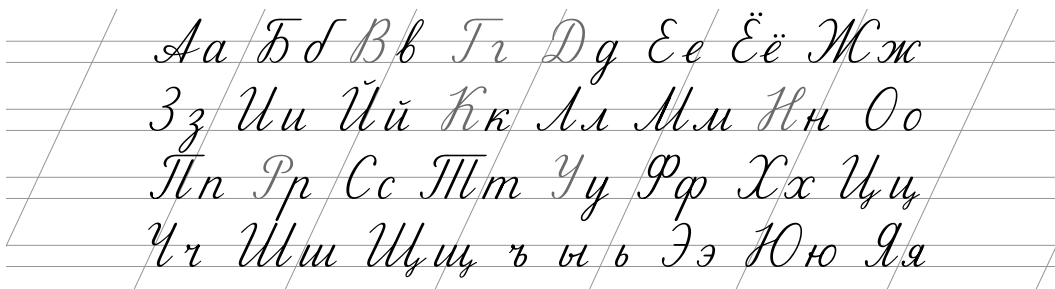 Аа Бб Вв Гг Дд Ее Ёё Жж
Зз Ии Йй Кк Лл Мм Нн Оо
Пп Рр Сс Тт Уу Фф Хх Цц
Чч Шш Щщ ъ ы ь Ээ Юю Яя